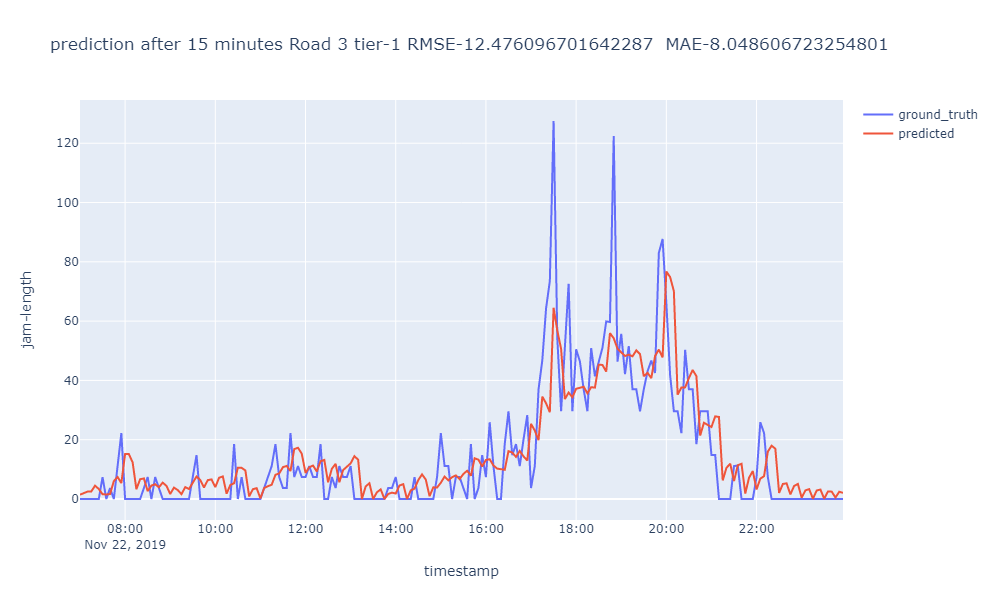 prediction after 15 minutes Road 3 tier-1 RMSE-12.476096701642287  MAE-8.048606723254801
ground_truth
predicted
120
100
80
60
40
20
0
jam-length
08:00
10:00
12:00
14:00
16:00
18:00
20:00
22:00
Nov 22, 2019
timestamp